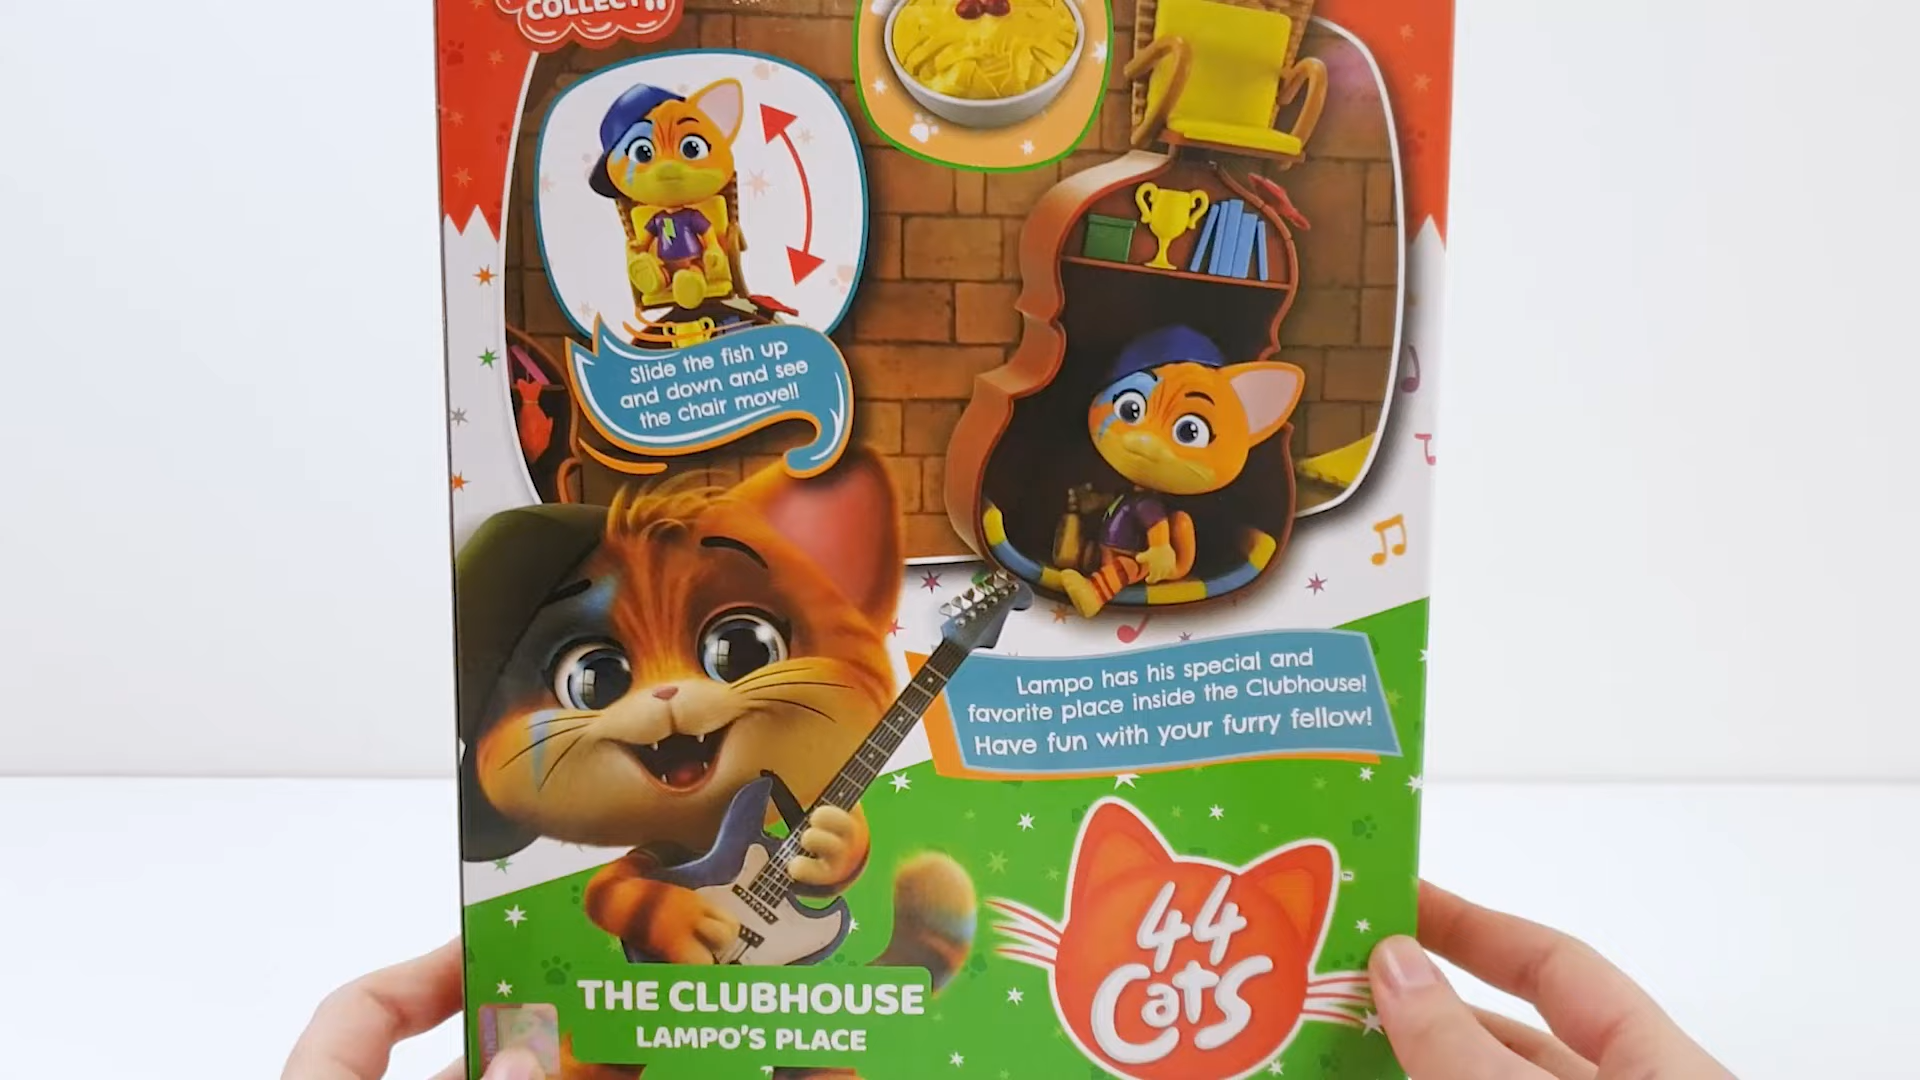 COLLECT!!
Slide the fish up
and down and see
the chair move!!
Lampo has his special and
favorite place inside the Clubhouse!
Have fun with your furry fellow!
44
Cats
THE CLUBHOUSE
LAMPO'S PLACE